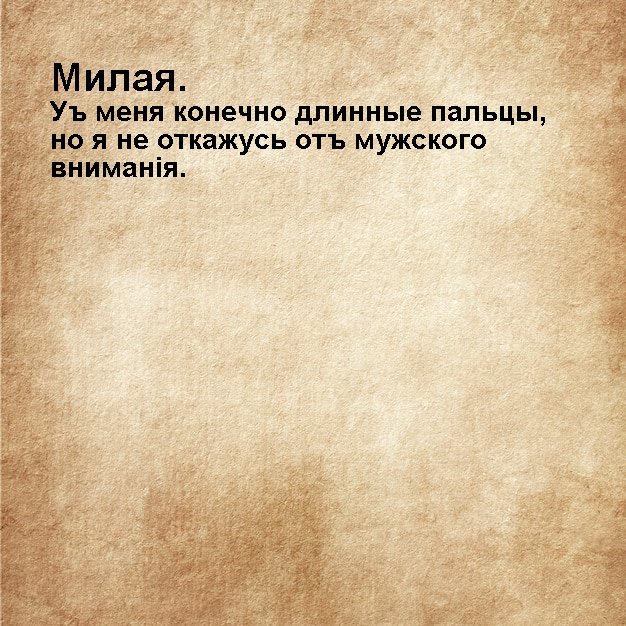 Милая.
Уъ меня конечно длинные пальцы,
но я не откажусь отъ мужского
вниманія.